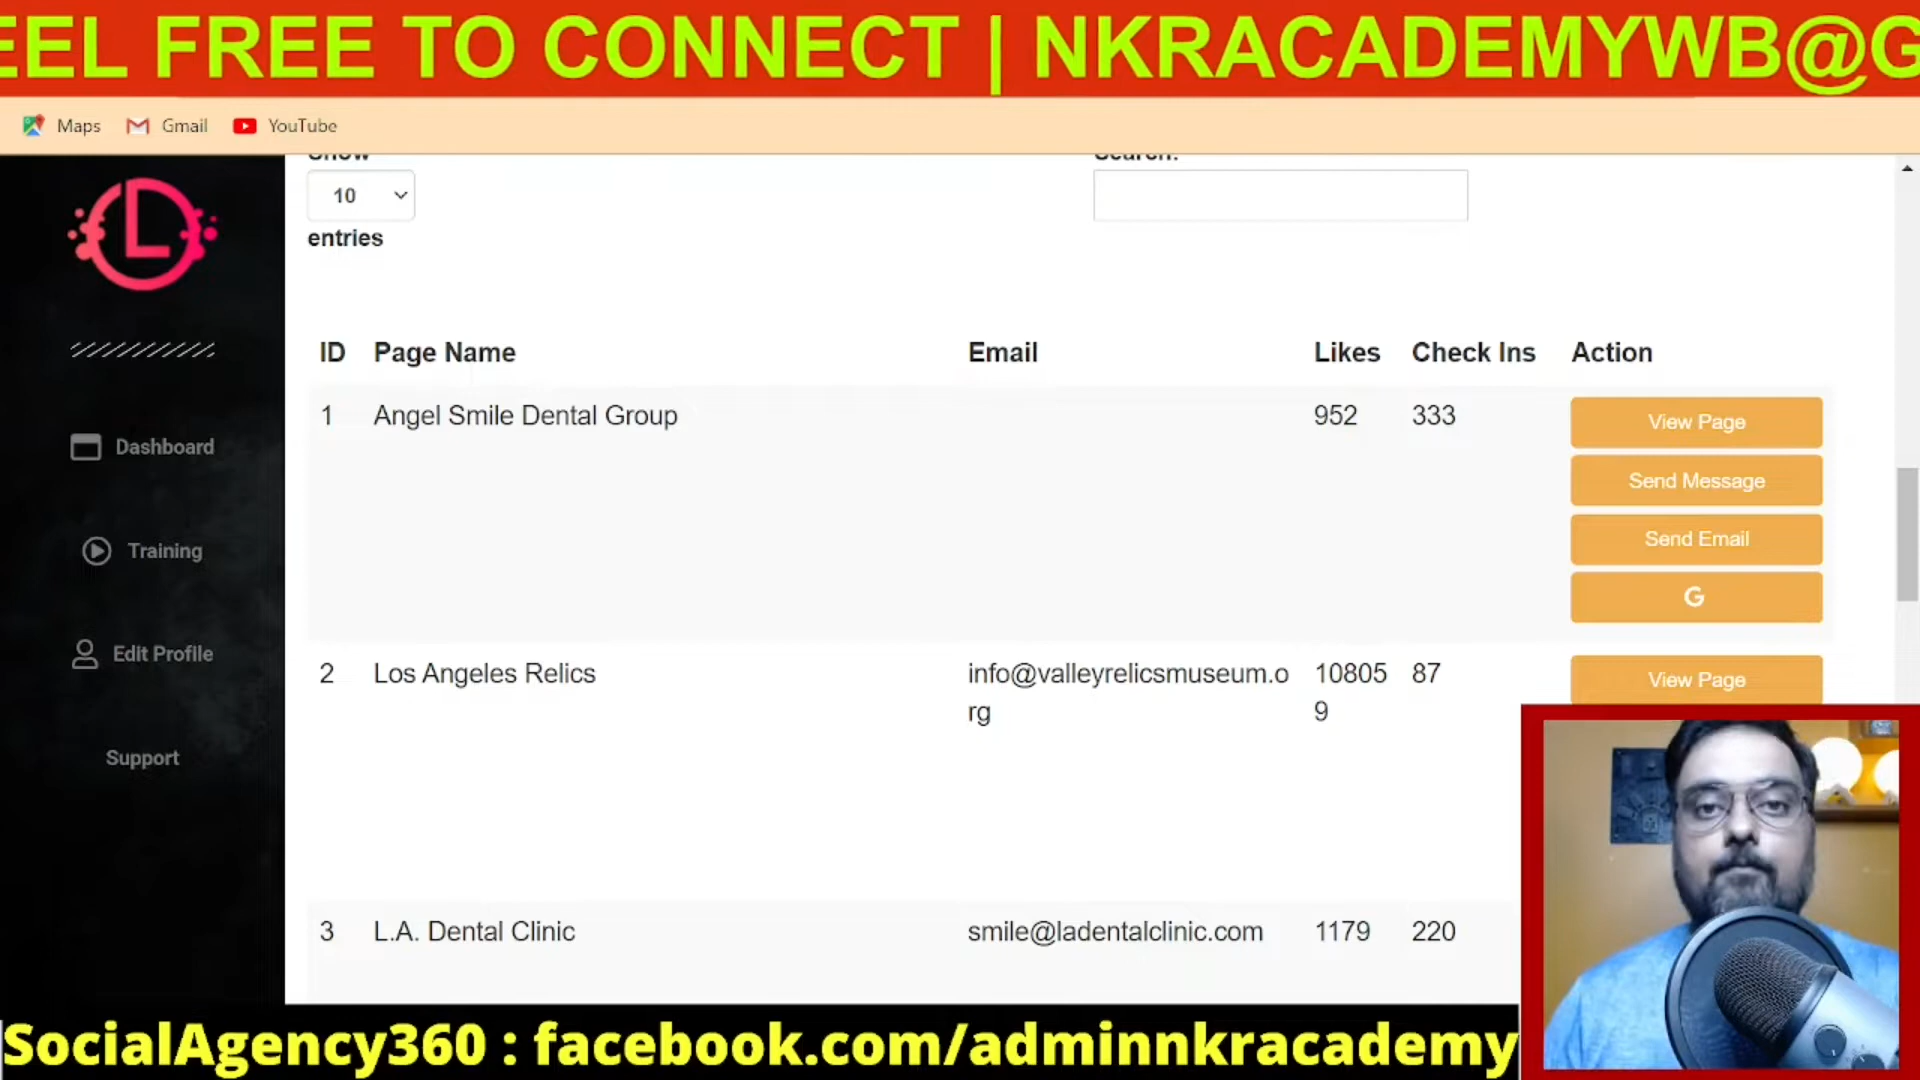 EEL FREE TO CONNECT | NKRACADEMYWB@G
Maps Gmail YouTube
Show
Search:
10
entries
L
ID Page Name Email Likes Check Ins Action
1 Angel Smile Dental Group 952 333 View Page
Send Message
Send Email
G
2 Los Angeles Relics info@valleyrelicsmuseum.o 10805 87 View Page
rg 9
3 L.A. Dental Clinic smile@ladentalclinic.com 1179 220
Dashboard
Training
Edit Profile
Support
SocialAgency360 : facebook.com/adminnkracademy